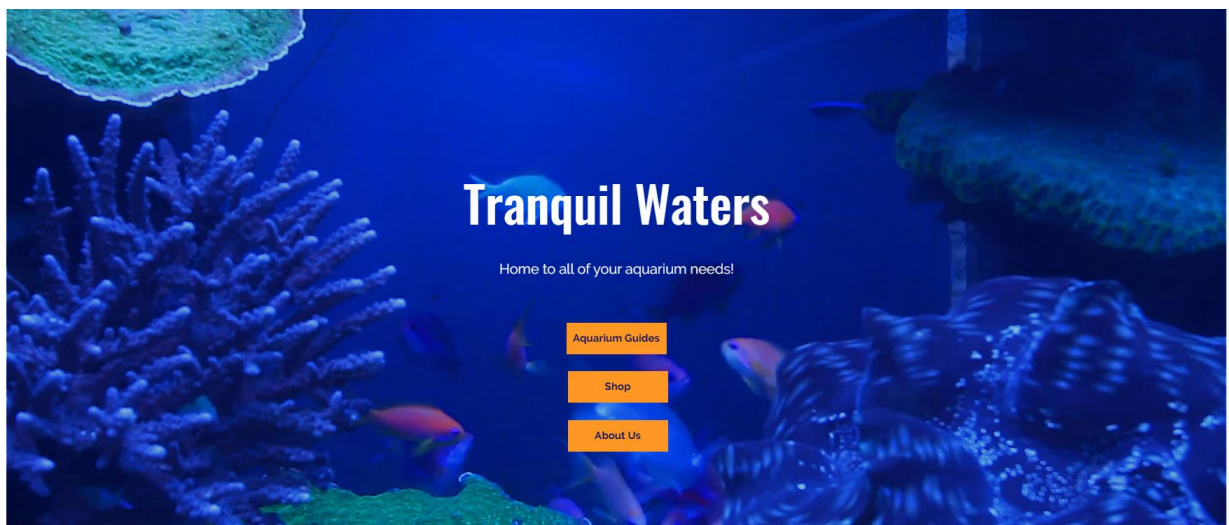 Tranquil Waters
Home to all of your aquarium needs!
Aquarium Guides
Shop
About Us